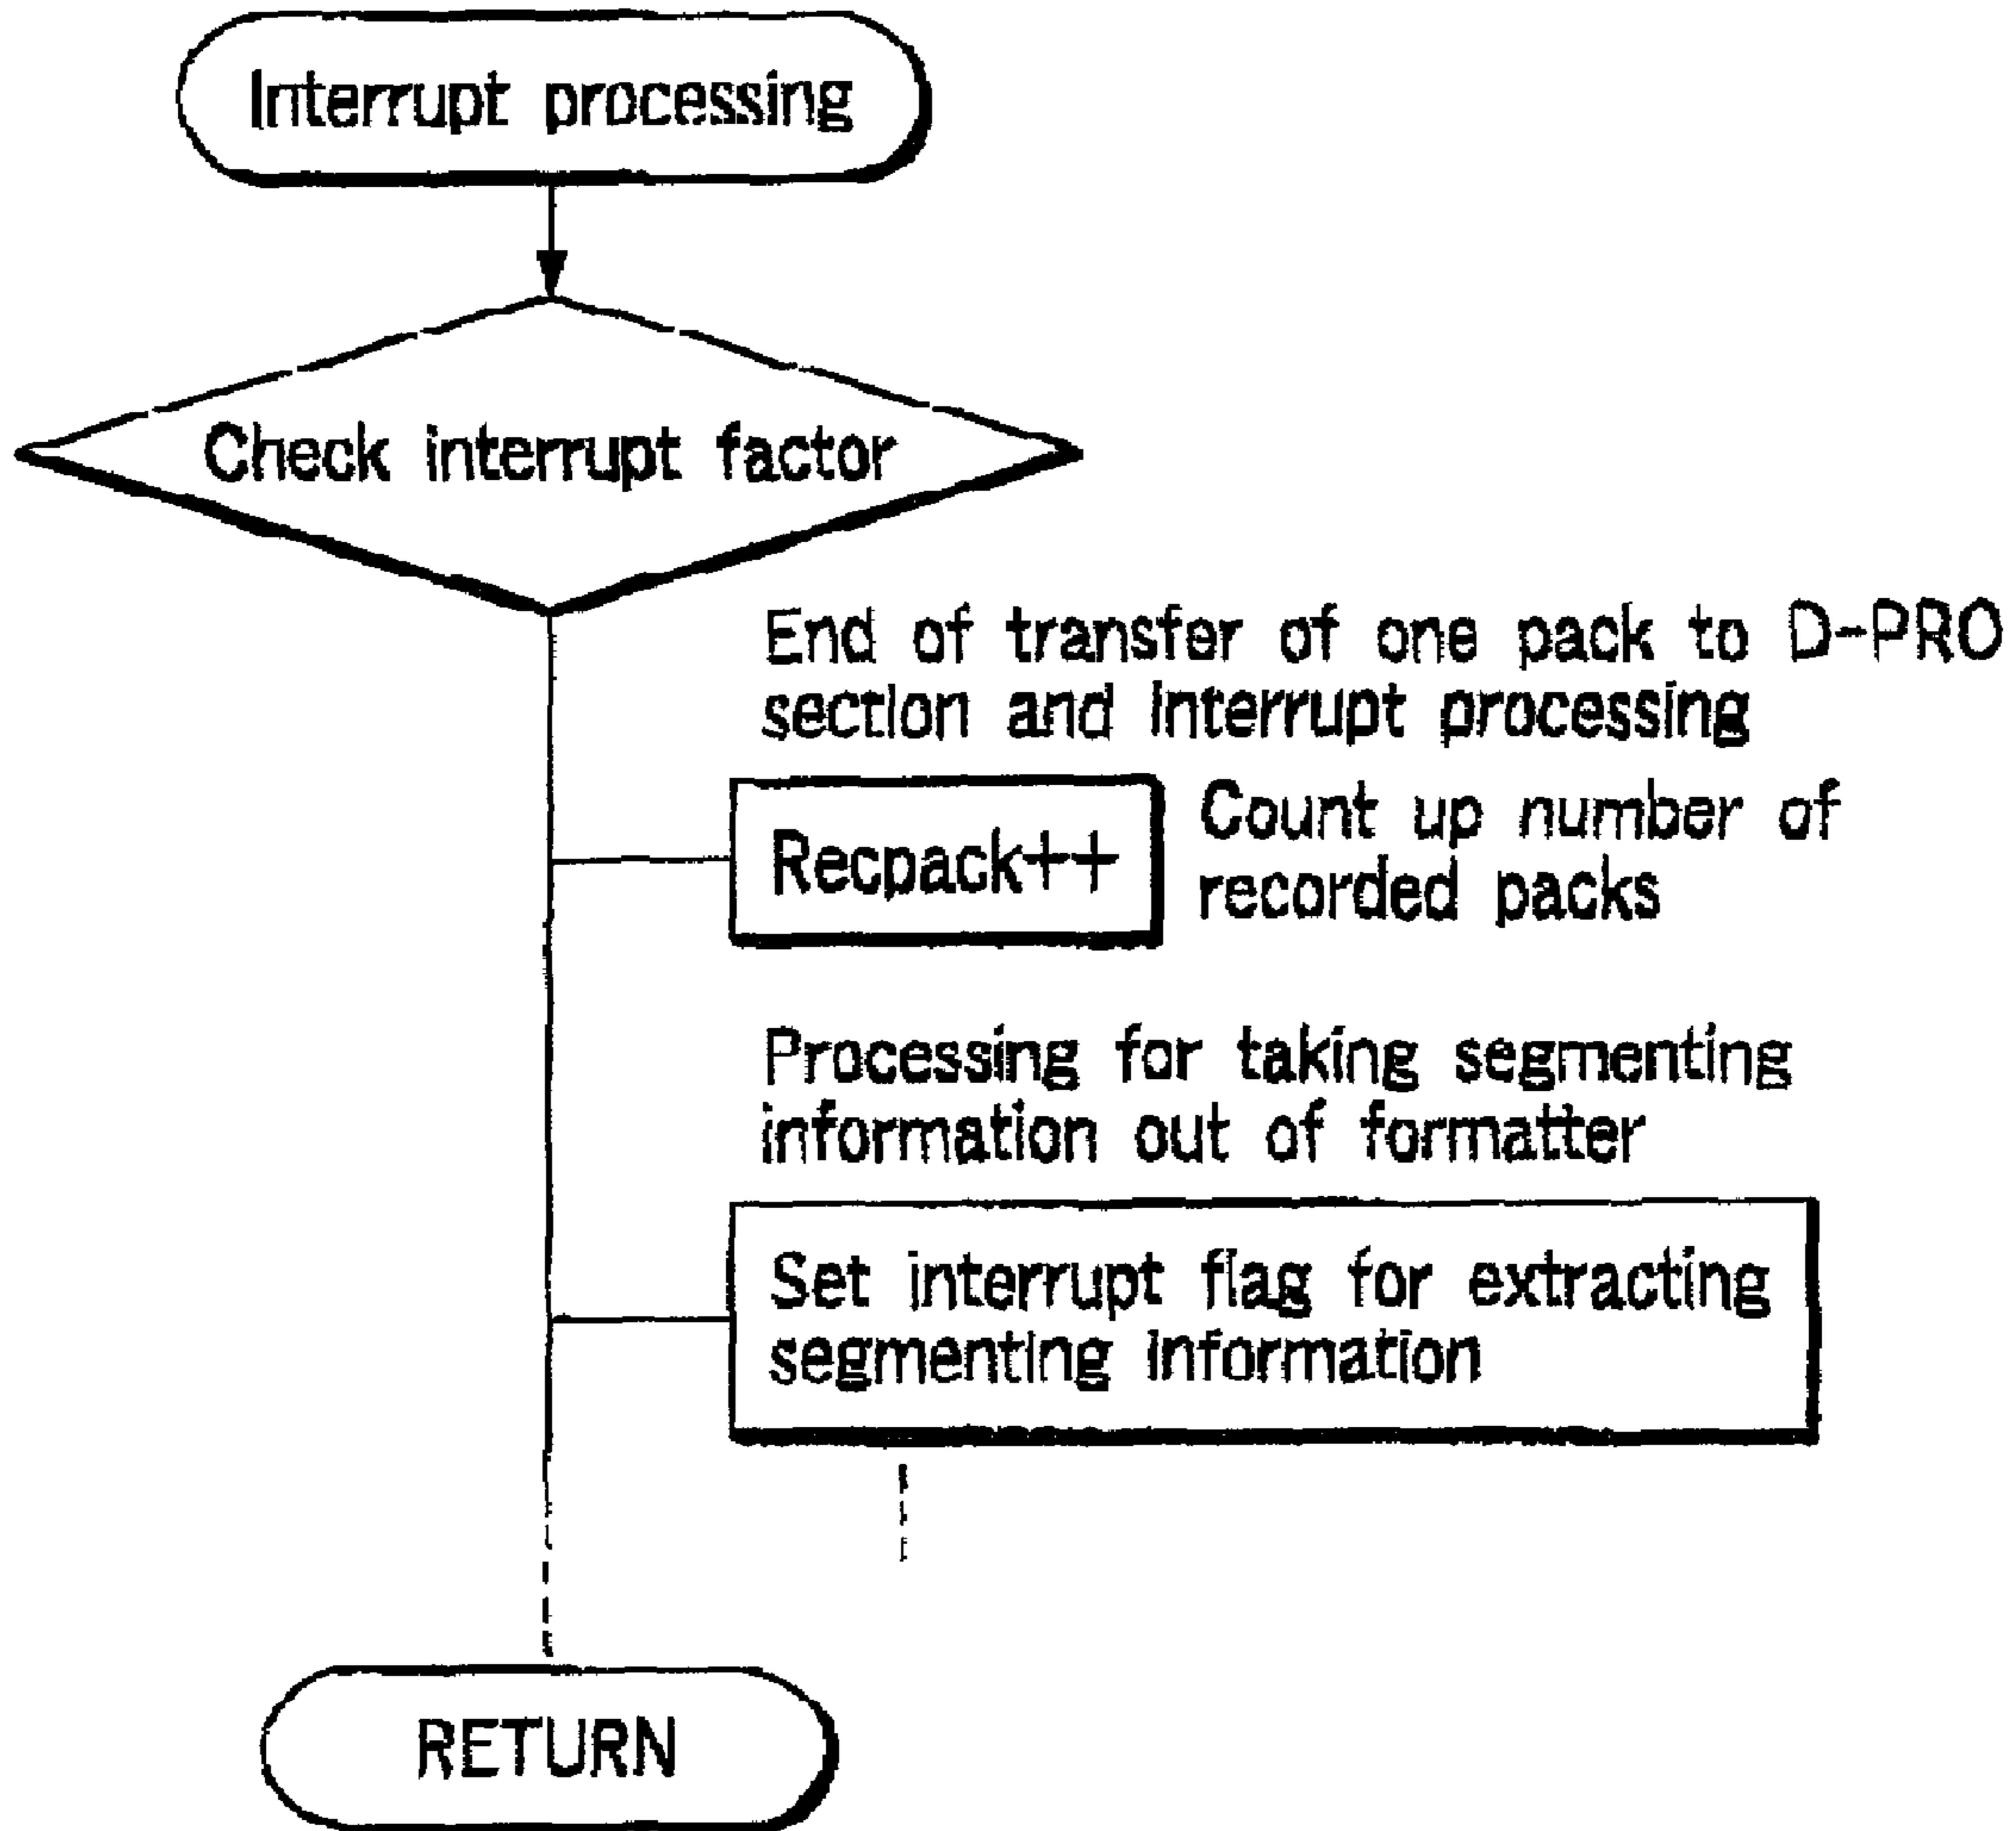 Interrupt processing
Check interrupt factor
End of transfer of one pack to D-PRO
section and interrupt processing
Recpack++
Count up number of
recorded packs
Processing for taking segmenting
information out of formatter
Set interrupt flag for extracting
segmenting information
RETURN